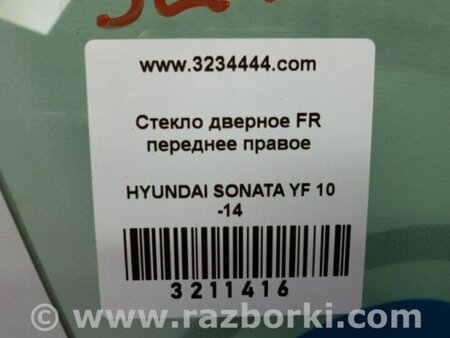 www.3234444.com
Стекло дверное FR
переднее правое
HYUNDAI SONATA YF 10
-14
3211416
www.razborki.com